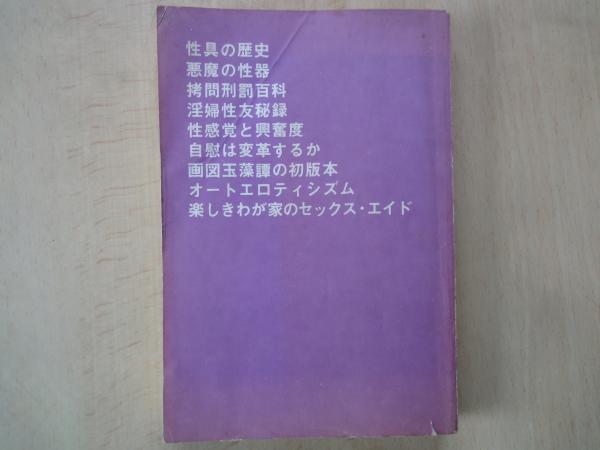 性具の歴史
悪魔の性器
拷問刑罰百科
淫婦性友秘録
性感覚と興奮度
自慰は変革するか
画図玉藻譚の初版本
オートエロティシズム
楽しきわが家のセックス・エイド